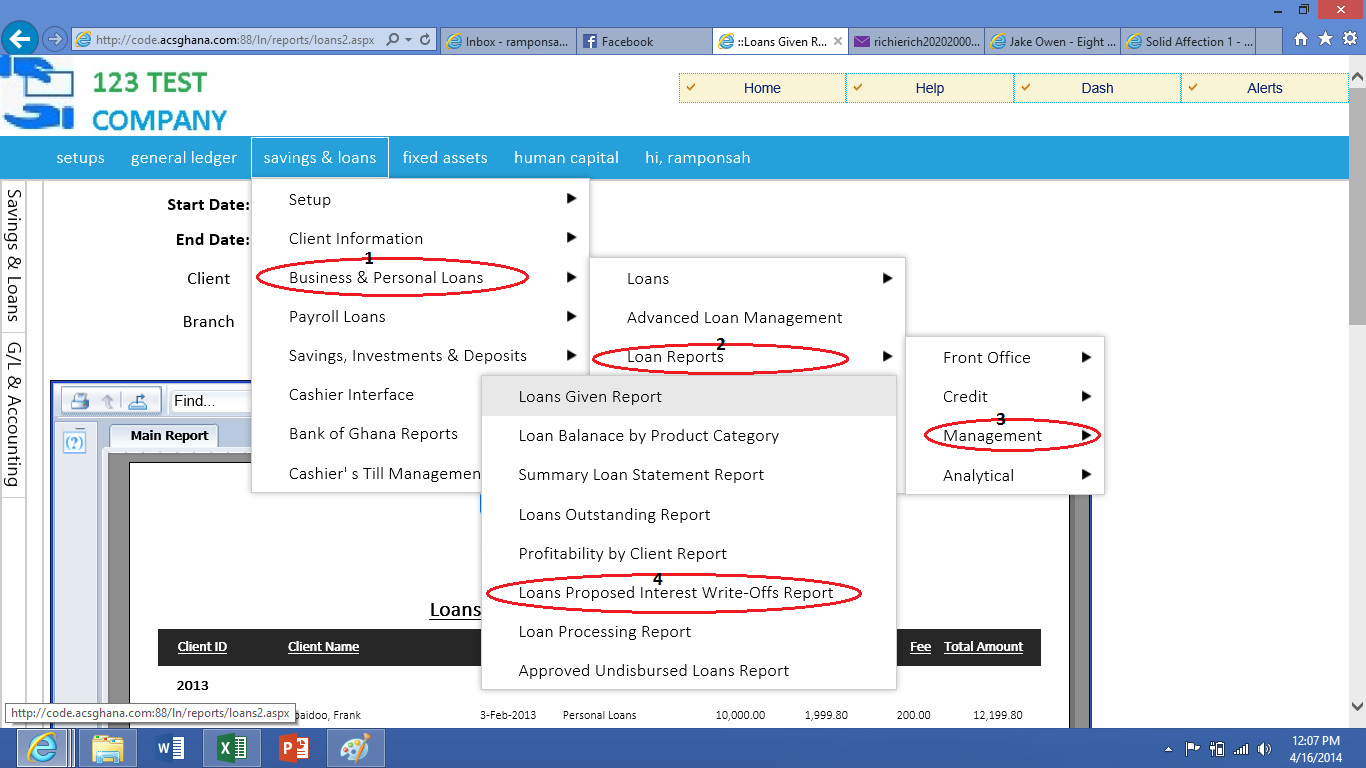 http://code.acsghana.com:88/ln/reports/loans2.aspx
Inbox - ramponsa...
Facebook
::Loans Given R...
richierich20202000...
Jake Owen - Eight ...
Solid Affection 1 - ...
123 TEST
COMPANY
Home
Help
Dash
Alerts
setups
general ledger
savings & loans
fixed assets
human capital
hi, ramponsah
Savings & Loans
G/L & Accounting
Start Date:
End Date:
Client
Branch
Setup
Client Information
1
Business & Personal Loans
Payroll Loans
Savings, Investments & Deposits
Cashier Interface
Bank of Ghana Reports
Cashier' s Till Managemen
Loans
Advanced Loan Management
2
Loan Reports
Front Office
Credit
3
Management
Analytical
Loans Given Report
Loan Balanace by Product Category
Summary Loan Statement Report
Loans Outstanding Report
Profitability by Client Report
4
Loans Proposed Interest Write-Offs Report
Loan Processing Report
Approved Undisbursed Loans Report
Find...
Main Report
Loans
Client ID
Client Name
Fee
Total Amount
2013
Frank
3-Feb-2013
Personal Loans
10,000.00
1,999.80
200.00
12,199.80
http://code.acsghana.com:88/ln/reports/loans2.aspx
12:07 PM
4/16/2014